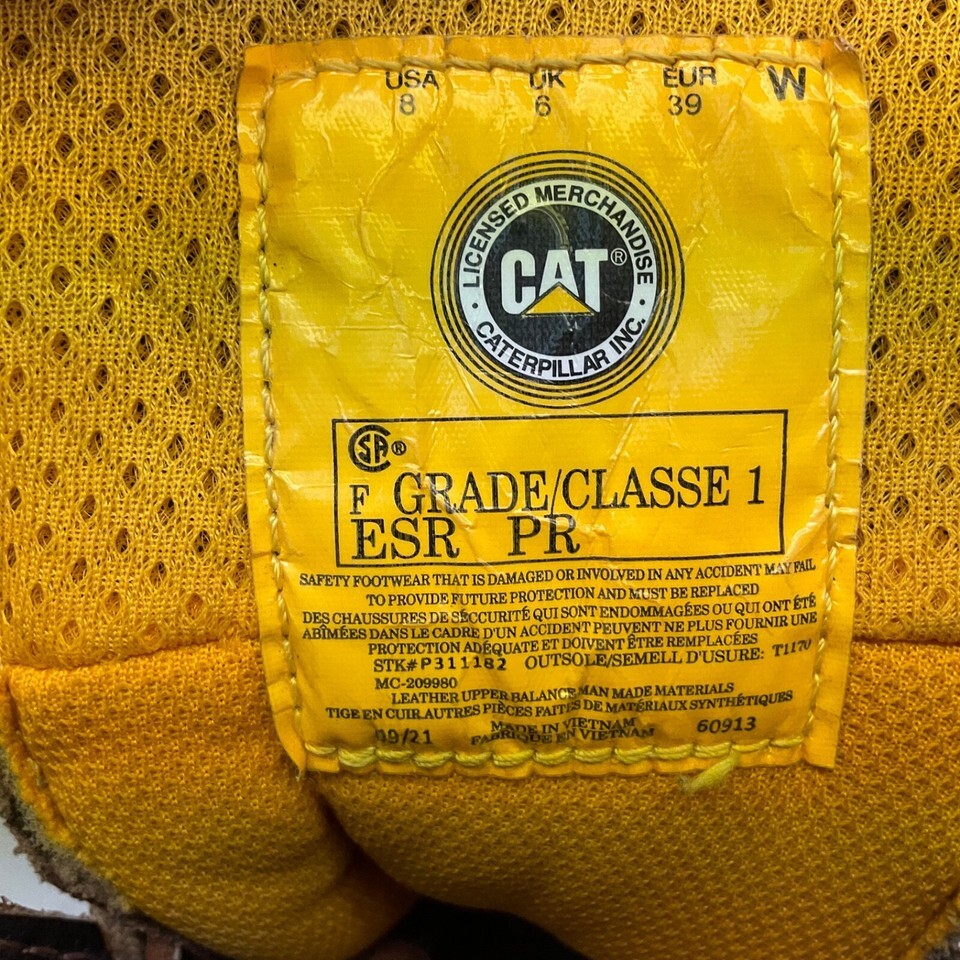 USA UK EUR W
8 6 39
LICENSED MERCHANDISE
CAT®
CATERPILLAR INC.
CSA®
F GRADE/CLASSE 1
ESR PR
SAFETY FOOTWEAR THAT IS DAMAGED OR INVOLVED IN ANY ACCIDENT MAY FAIL
TO PROVIDE FUTURE PROTECTION AND MUST BE REPLACED
DES CHAUSSURES DE SÉCCURITÉ QUI SONT ENDOMMAGÉES OU QUI ONT ÉTÉ
ABÎMÉES DANS LE CADRE D'UN ACCIDENT PEUVENT NE PLUS FOURNIR UNE
PROTECTION ADÉQUATE ET DOIVENT ÊTRE REMPLACÉES
STK#P311182 OUTSOLE/SEMELL D'USURE: T1170
MC-209980
LEATHER UPPER BALANCE MAN MADE MATERIALS
TIGE EN CUIR AUTRES PIÈCES FAITES DE MATÉRIAUX SYNTHÉTIQUES
09/21 MADE IN VIETNAM 60913
FABRIQUE EN VIETNAM